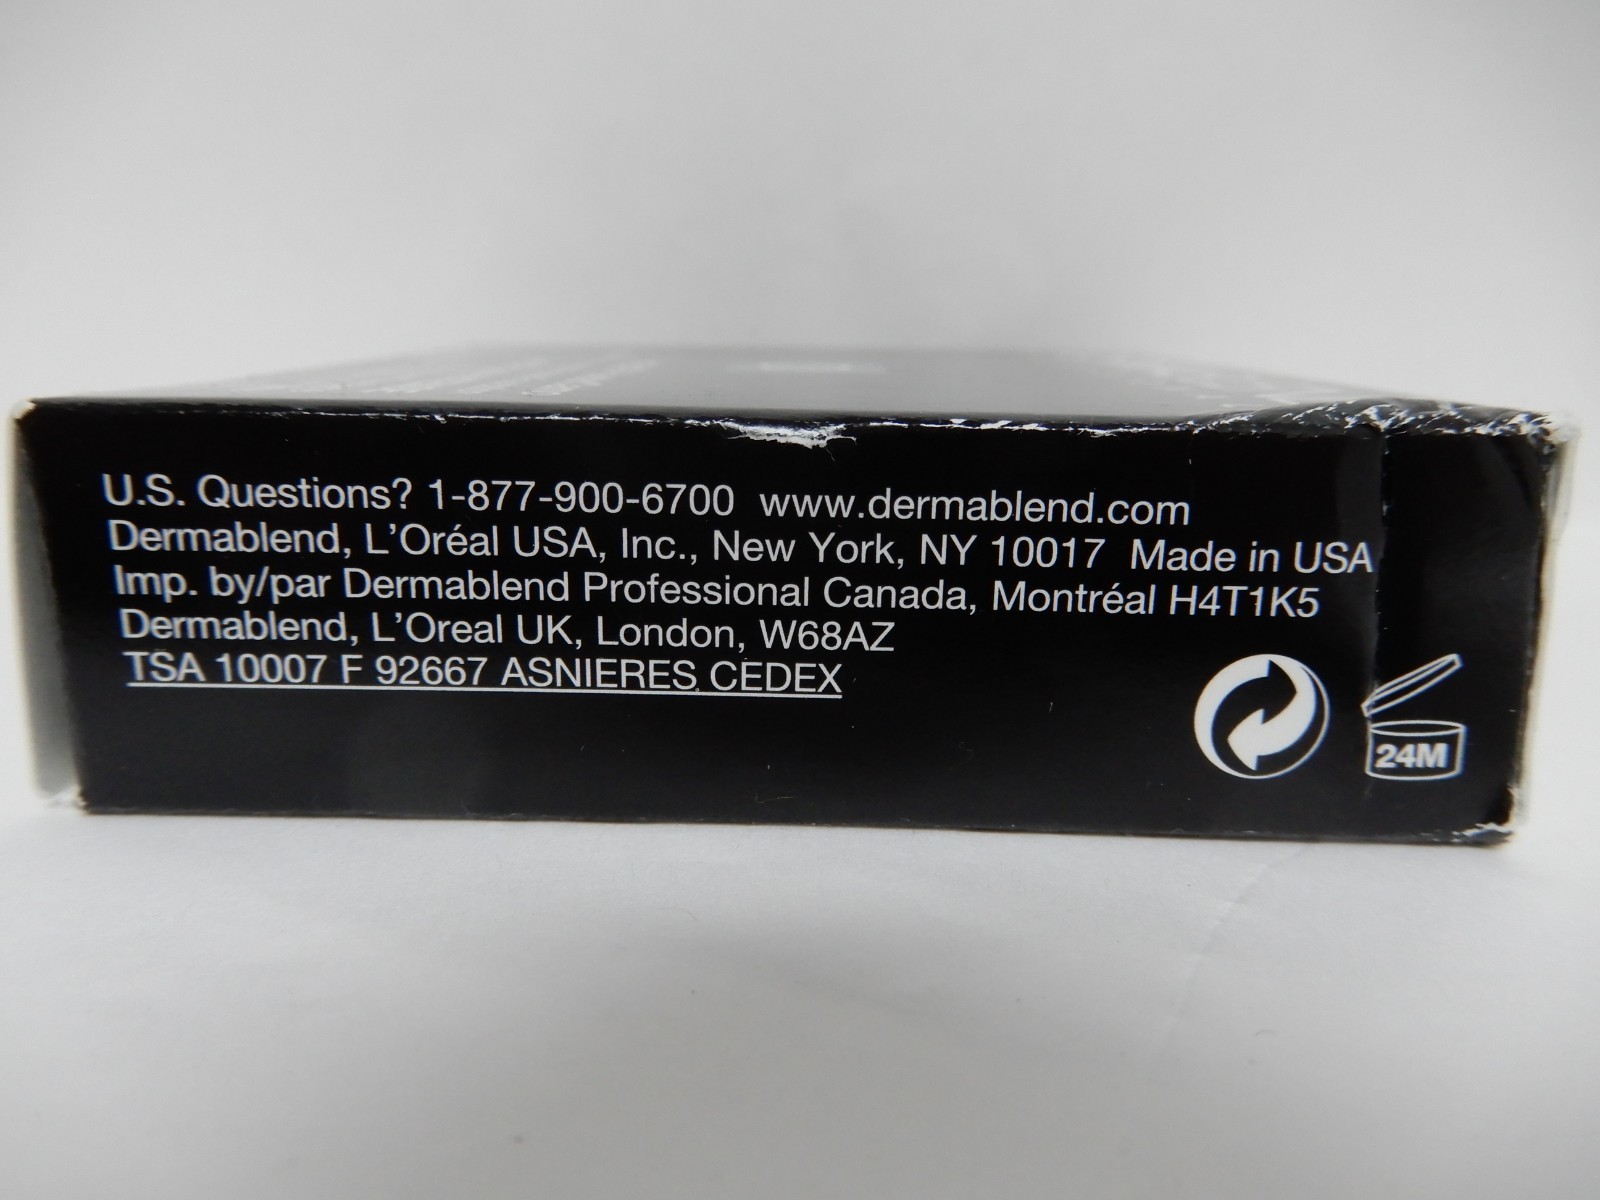 U.S. Questions? 1-877-900-6700 www.dermablend.com
Dermablend, L'Oréal USA, Inc., New York, NY 10017 Made in USA
Imp. by/par Dermablend Professional Canada, Montréal H4T1K5
Dermablend, L'Oreal UK, London, W68AZ
TSA 10007 F 92667 ASNIERES CEDEX
24M